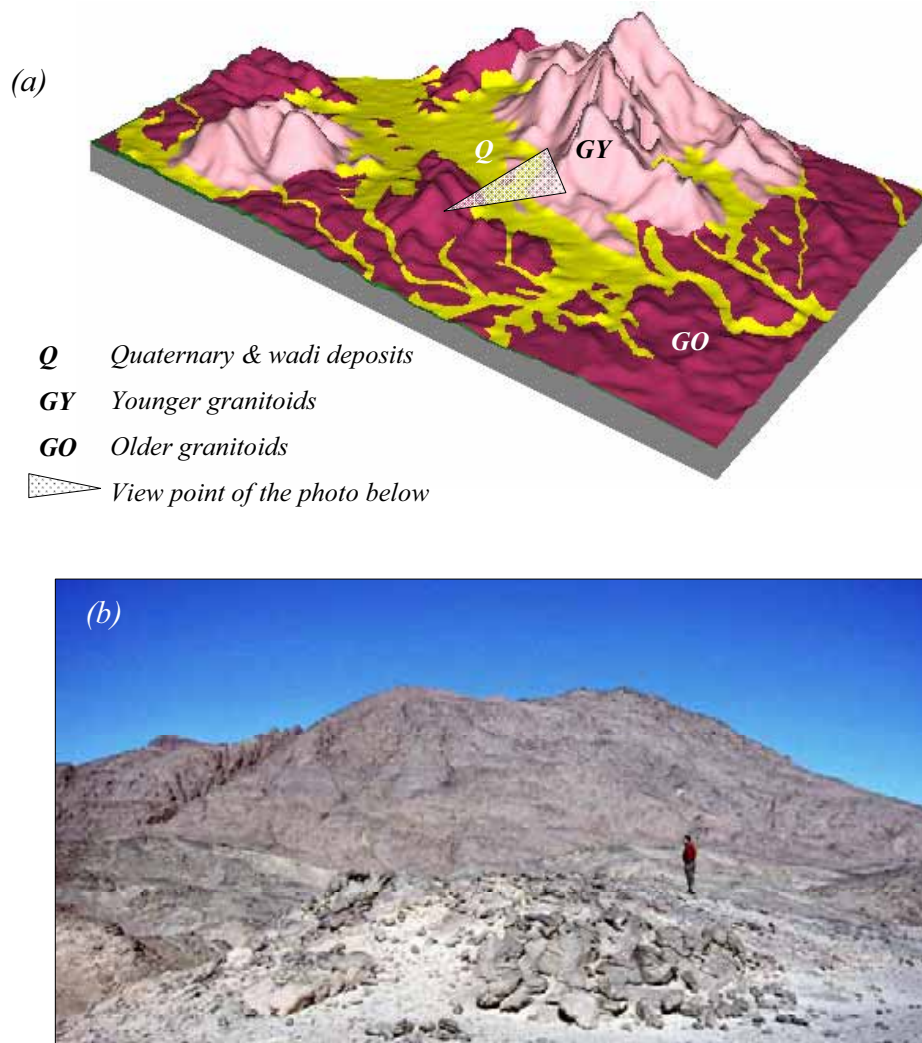 (a)
Q
GY
GO
Q Quaternary & wadi deposits
GY Younger granitoids
GO Older granitoids
View point of the photo below
(b)